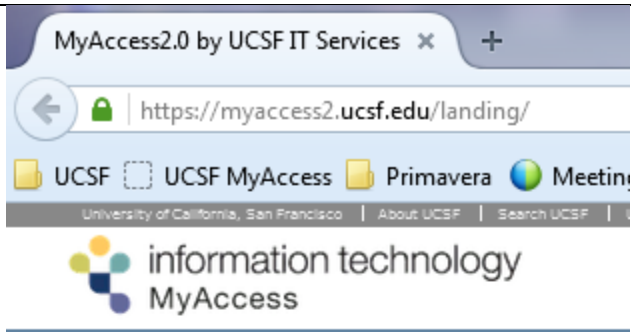 MyAccess2.0 by UCSF IT Services
https://myaccess2.ucsf.edu/landing/
UCSF UCSF MyAccess Primavera Meeting
University of California, San Francisco | About UCSF | Search UCSF |
information technology
MyAccess